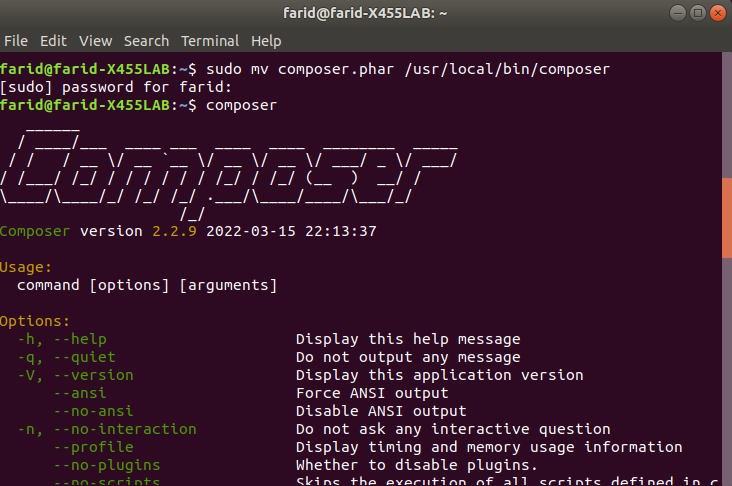 farid@farid-X455LAB: ~
File Edit View Search Terminal Help
farid@farid-X455LAB:~$ sudo mv composer.phar /usr/local/bin/composer
[sudo] password for farid:
farid@farid-X455LAB:~$ composer
Composer
Composer version 2.2.9 2022-03-15 22:13:37
Usage:
command [options] [arguments]
Options:
-h, --help Display this help message
-q, --quiet Do not output any message
-V, --version Display this application version
--ansi Force ANSI output
--no-ansi Disable ANSI output
-n, --no-interaction Do not ask any interactive question
--profile Display timing and memory usage information
--no-plugins Whether to disable plugins.
--no-scripts Skips the execution of all scripts defined in c